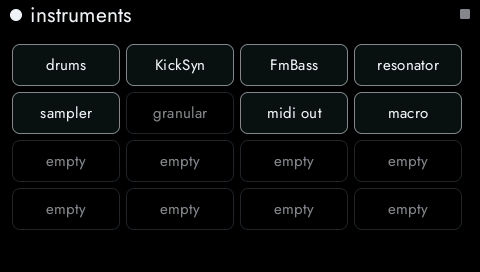 instruments
drums KickSyn FmBass resonator
sampler granular midi out macro
empty empty empty empty
empty empty empty empty